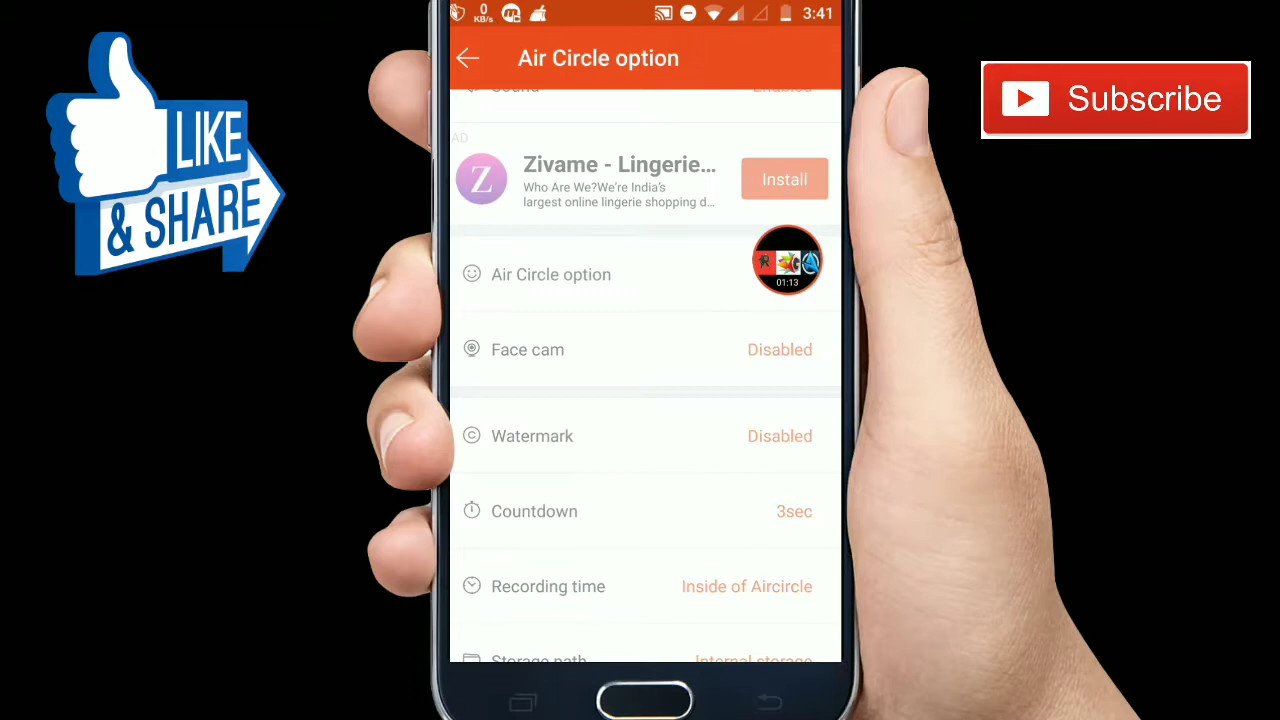 LIKE
& SHARE
Subscribe
0
KB/s
3:41
Air Circle option
Sound
Enabled
AD
Z
Zivame - Lingerie…
Install
Who Are We?We're India's
largest online lingerie shopping d…
Air Circle option
01:13
Face cam
Disabled
Watermark
Disabled
Countdown
3sec
Recording time
Inside of Aircircle
Storage path
Internal storage